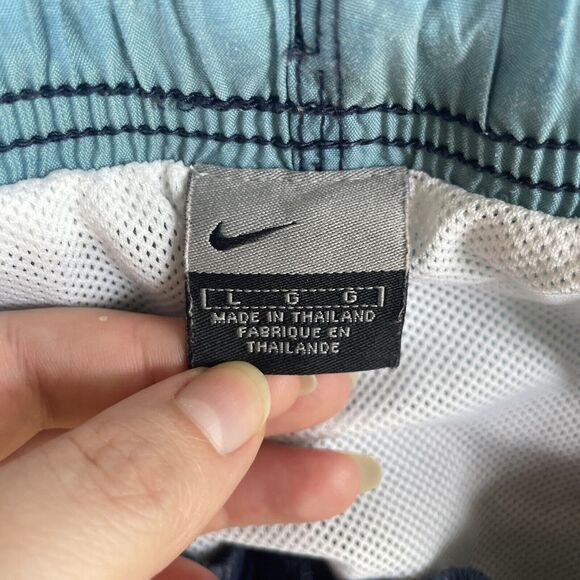 L G G
MADE IN THAILAND
FABRIQUE EN
THAILANDE